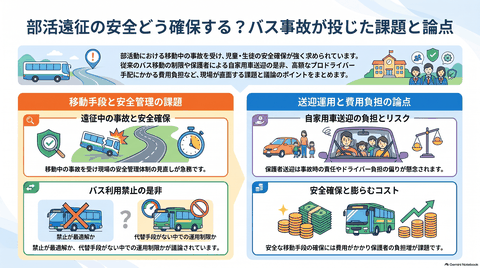 部活遠征の安全どう確保する？バス事故が投じた課題と論点
部活動における移動中の事故を受け、児童・生徒の安全確保が強く求められています。
従来のバス移動の制限や保護者による自家用車送迎の是非、高額なプロドライバー
手配にかかる費用負担など、現場が直面する課題と議論のポイントをまとめます。
移動手段と安全管理の課題
遠征中の事故と安全確保
移動中の事故を受け現場の安全管理体制の見直しが急務です。
バス利用禁止の是非
禁止が最適解か
代替手段がない中での運用制限か
禁止が最適解か、代替手段がない中での運用制限かが議論されています。
送迎運用と費用負担の論点
自家用車送迎の負担とリスク
保護者送迎は事故時の責任やドライバー負担の偏りが懸念されます。
安全確保と膨らむコスト
安全な移動手段の確保には費用がかかり保護者の負担増が課題です。
Gemini Notebook